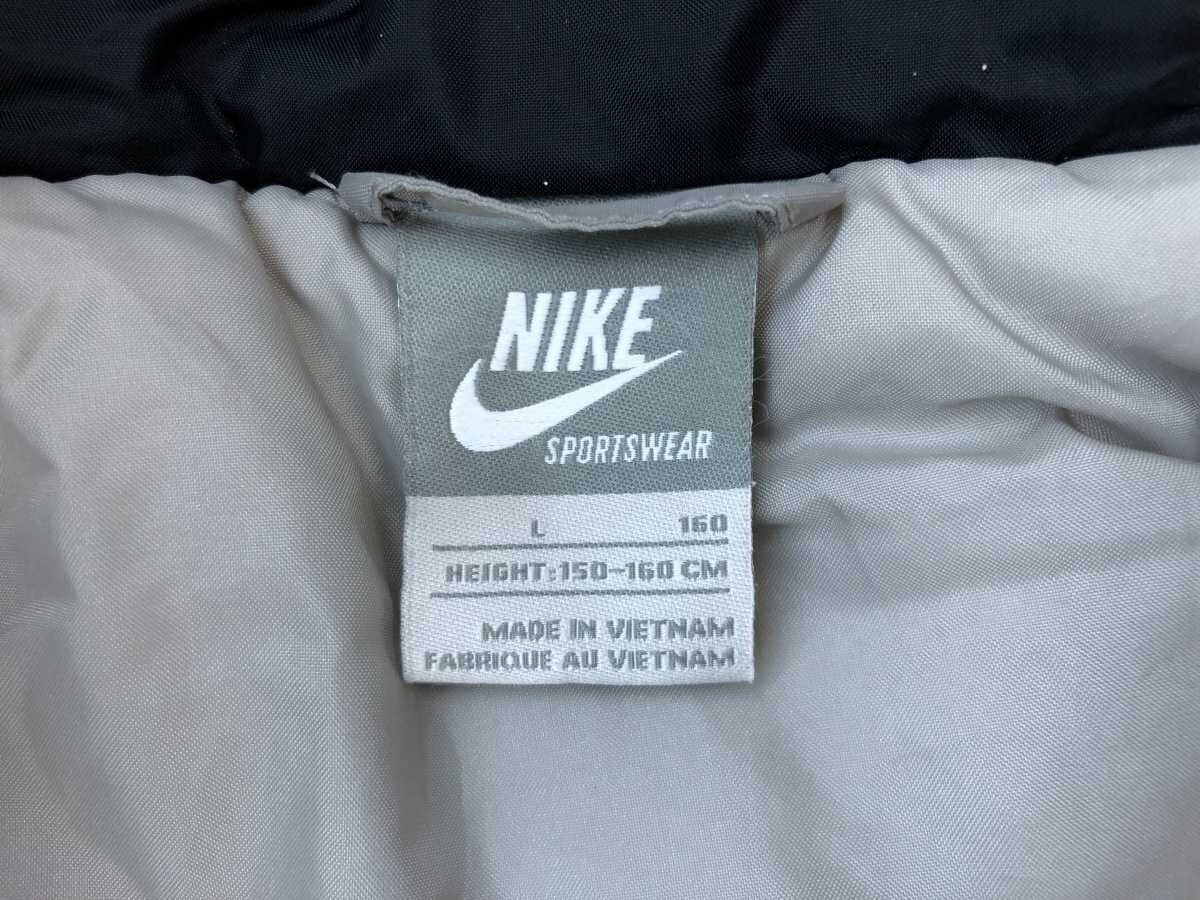 NIKE
SPORTSWEAR
L 160
HEIGHT:150-160 CM
MADE IN VIETNAM
FABRIQUE AU VIETNAM